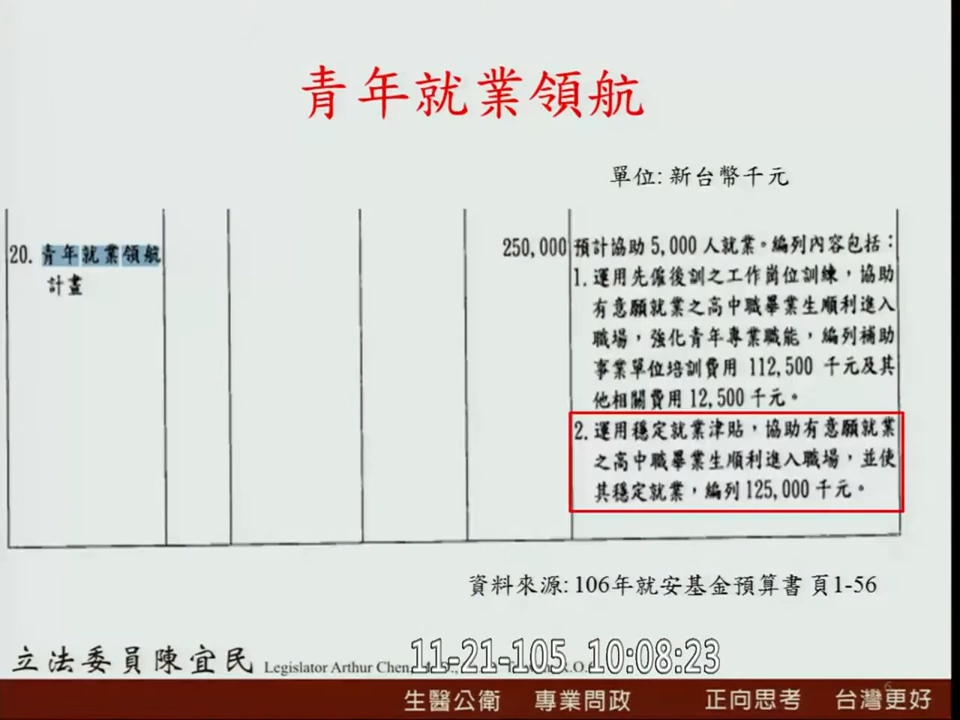 青年就業領航
單位: 新台幣千元
20. 青年就業領航
計畫
250,000
預計協助 5,000 人就業。編列內容包括：
1. 運用先僱後訓之工作崗位訓練，協助
有意願就業之高中職畢業生順利進入
職場，強化青年專業職能，編列補助
事業單位培訓費用 112,500 千元及其
他相關費用 12,500 千元。
2. 運用穩定就業津貼，協助有意願就業
之高中職畢業生順利進入職場，並使
其穩定就業，編列 125,000 千元。
資料來源: 106年就安基金預算書 頁1-56
立法委員陳宜民 Legislator Arthur Chen
11-21-105 10:08:23
生醫公衛 專業問政 正向思考 台灣更好